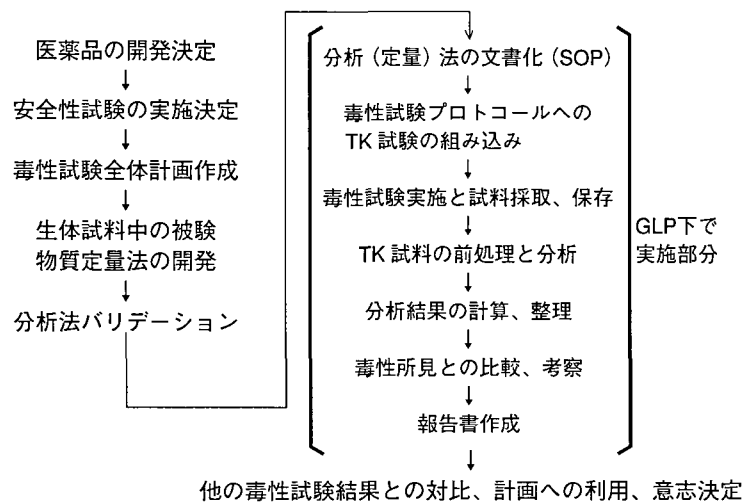 医薬品の開発決定
安全性試験の実施決定
毒性試験全体計画作成
生体試料中の被験
物質定量法の開発
分析法バリデーション
分析（定量）法の文書化（SOP）
毒性試験プロトコールへの
TK 試験の組み込み
毒性試験実施と試料採取、保存
TK 試料の前処理と分析
分析結果の計算、整理
毒性所見との比較、考察
報告書作成
GLP下で
実施部分
他の毒性試験結果との対比、計画への利用、意志決定